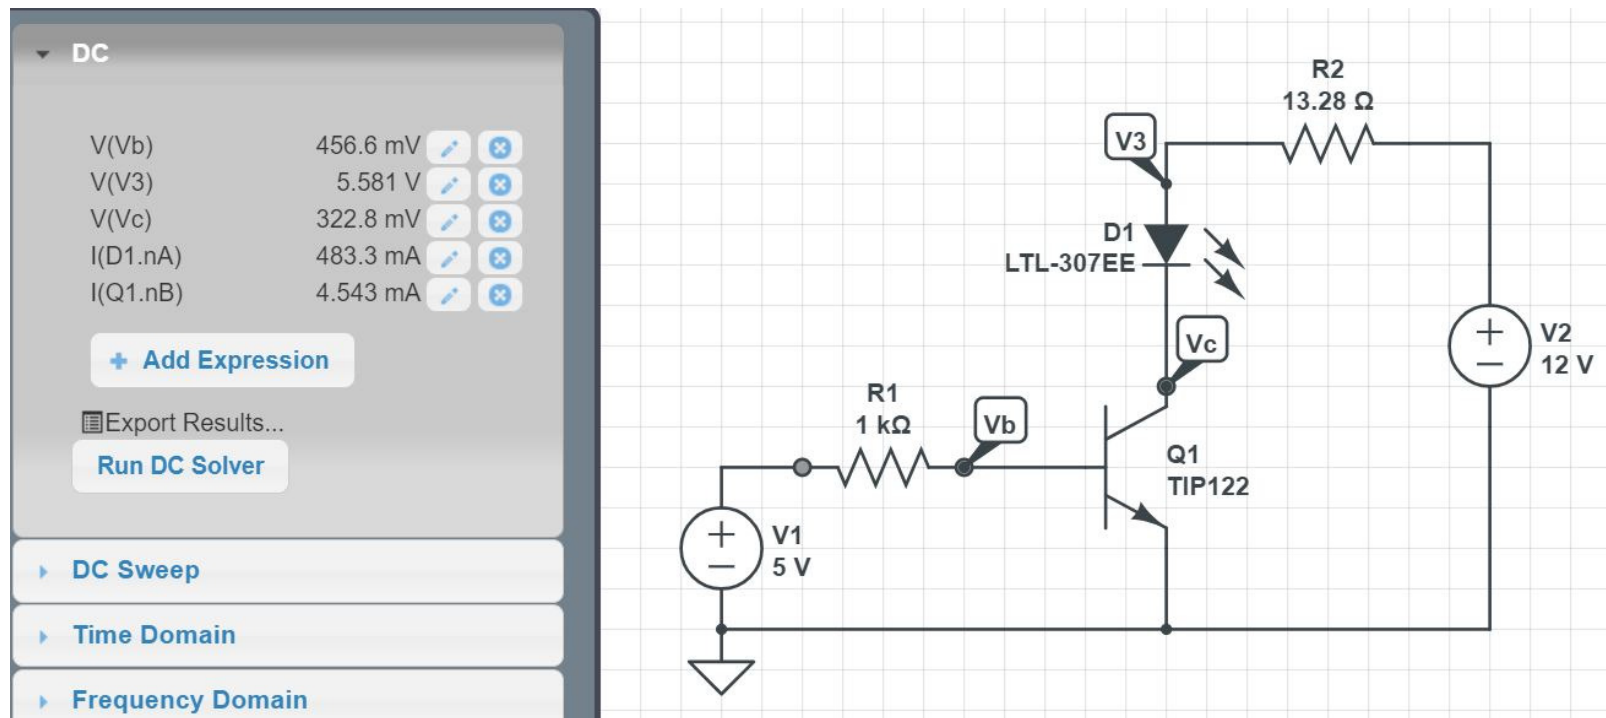 DC
V(Vb) 456.6 mV
V(V3) 5.581 V
V(Vc) 322.8 mV
I(D1.nA) 483.3 mA
I(Q1.nB) 4.543 mA
+ Add Expression
Export Results...
Run DC Solver
DC Sweep
Time Domain
Frequency Domain
R2
13.28 Ω
V3
D1
LTL-307EE
Vc
V2
12 V
R1
1 kΩ
Vb
Q1
TIP122
V1
5 V